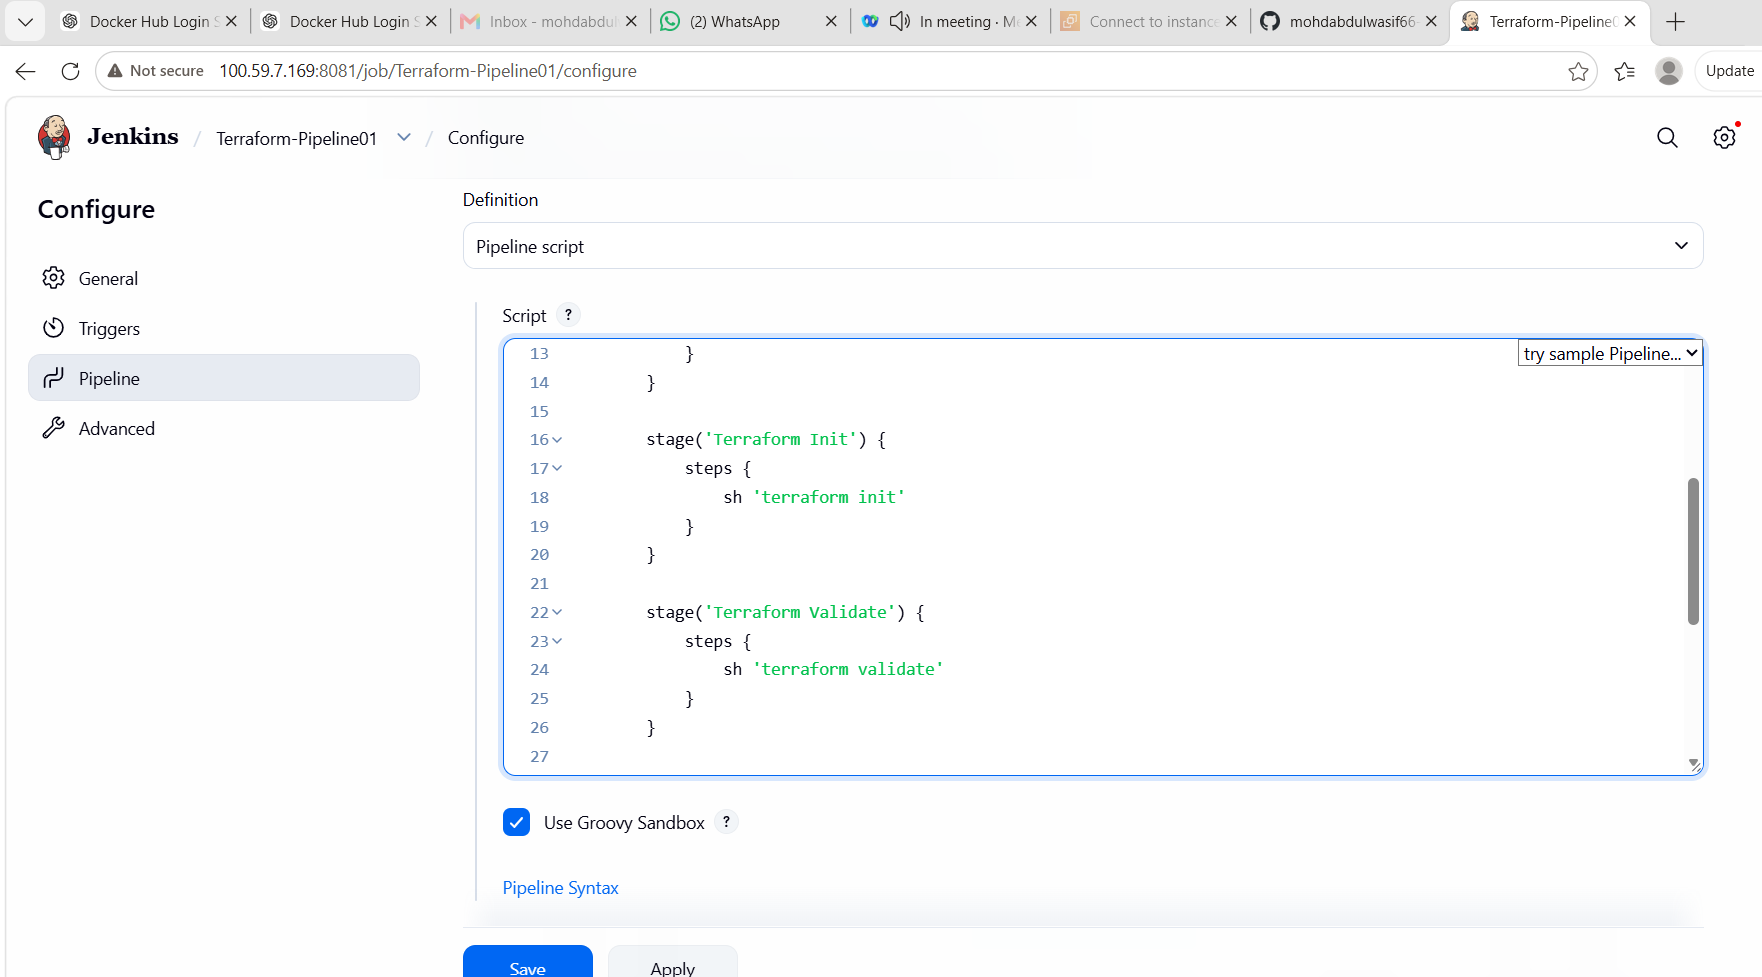 Docker Hub Login S
Docker Hub Login S
Inbox - mohdabdul
(2) WhatsApp
In meeting · Me
Connect to instance
mohdabdulwasif66-
Terraform-Pipeline0
Not secure
100.59.7.169:8081/job/Terraform-Pipeline01/configure
Update
Jenkins / Terraform-Pipeline01 / Configure
Configure
General
Triggers
Pipeline
Advanced
Definition
Pipeline script
Script ?
try sample Pipeline...
13 }
14 }
15
16 stage('Terraform Init') {
17 steps {
18 sh 'terraform init'
19 }
20 }
21
22 stage('Terraform Validate') {
23 steps {
24 sh 'terraform validate'
25 }
26 }
27
Use Groovy Sandbox ?
Pipeline Syntax
Save
Apply